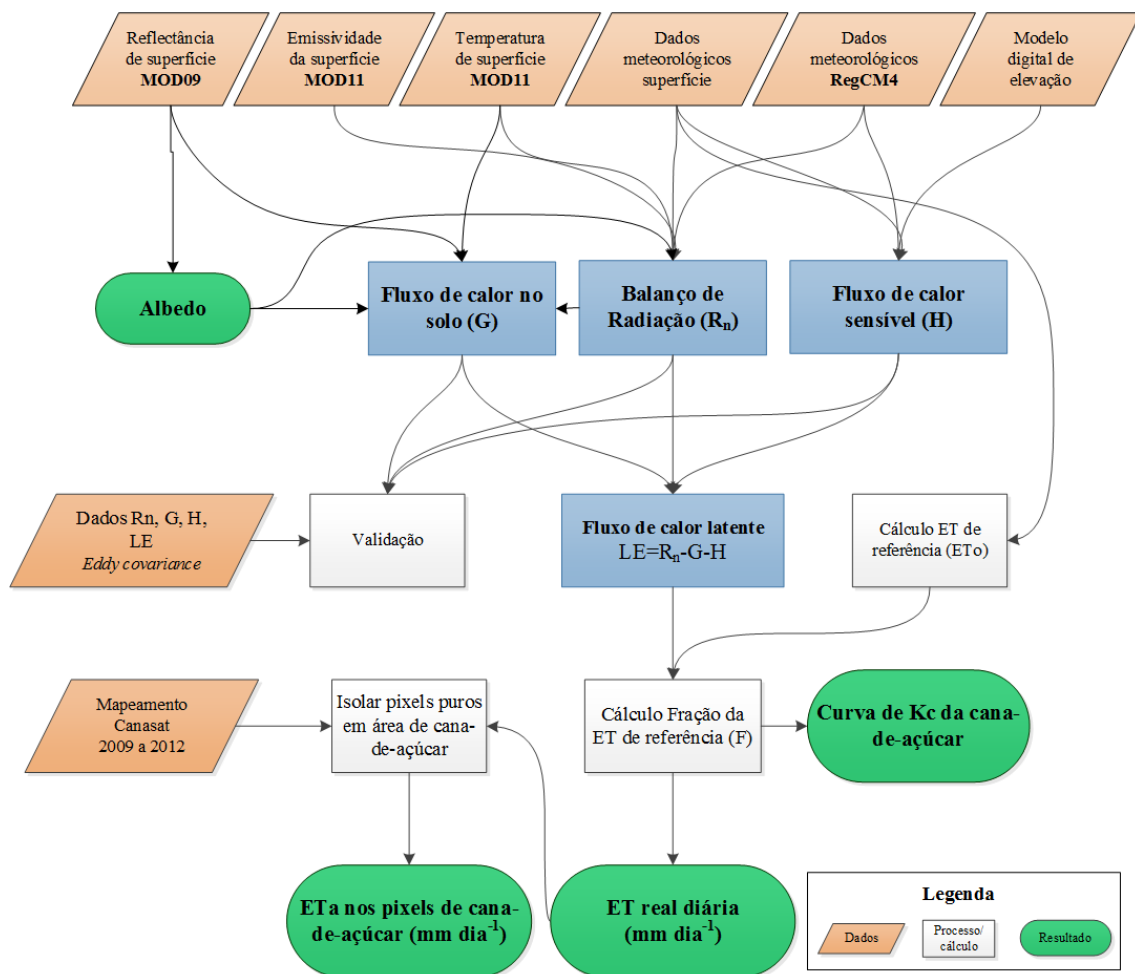 Reflectância
de superfície
MOD09
Emissividade
da superfície
MOD11
Temperatura
de superfície
MOD11
Dados
meteorológicos
superfície
Dados
meteorológicos
RegCM4
Modelo
digital de
elevação
Albedo
Fluxo de calor no
solo (G)
Balanço de
Radiação (Rₙ)
Fluxo de calor
sensível (H)
Dados Rn, G, H,
LE
Eddy covariance
Validação
Fluxo de calor latente
LE=Rₙ-G-H
Cálculo ET de
referência (ETo)
Mapeamento
Canasat
2009 a 2012
Isolar pixels puros
em área de cana-
de-açúcar
Cálculo Fração da
ET de referência (F)
Curva de Kc da cana-
de-açúcar
ETa nos pixels de cana-
de-açúcar (mm dia⁻¹)
ET real diária
(mm dia⁻¹)
Legenda
Dados
Processo/
cálculo
Resultado